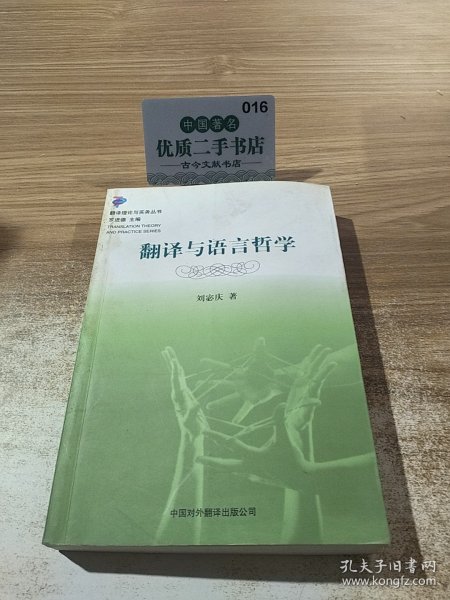 016
中国著名
优质二手书店
古今文献书店
翻译理论与实务丛书
罗进德 主编
TRANSLATION THEORY
AND PRACTICE SERIES
翻译与语言哲学
刘宓庆 著
中国对外翻译出版公司
孔夫子旧书网
www.kongfz.com